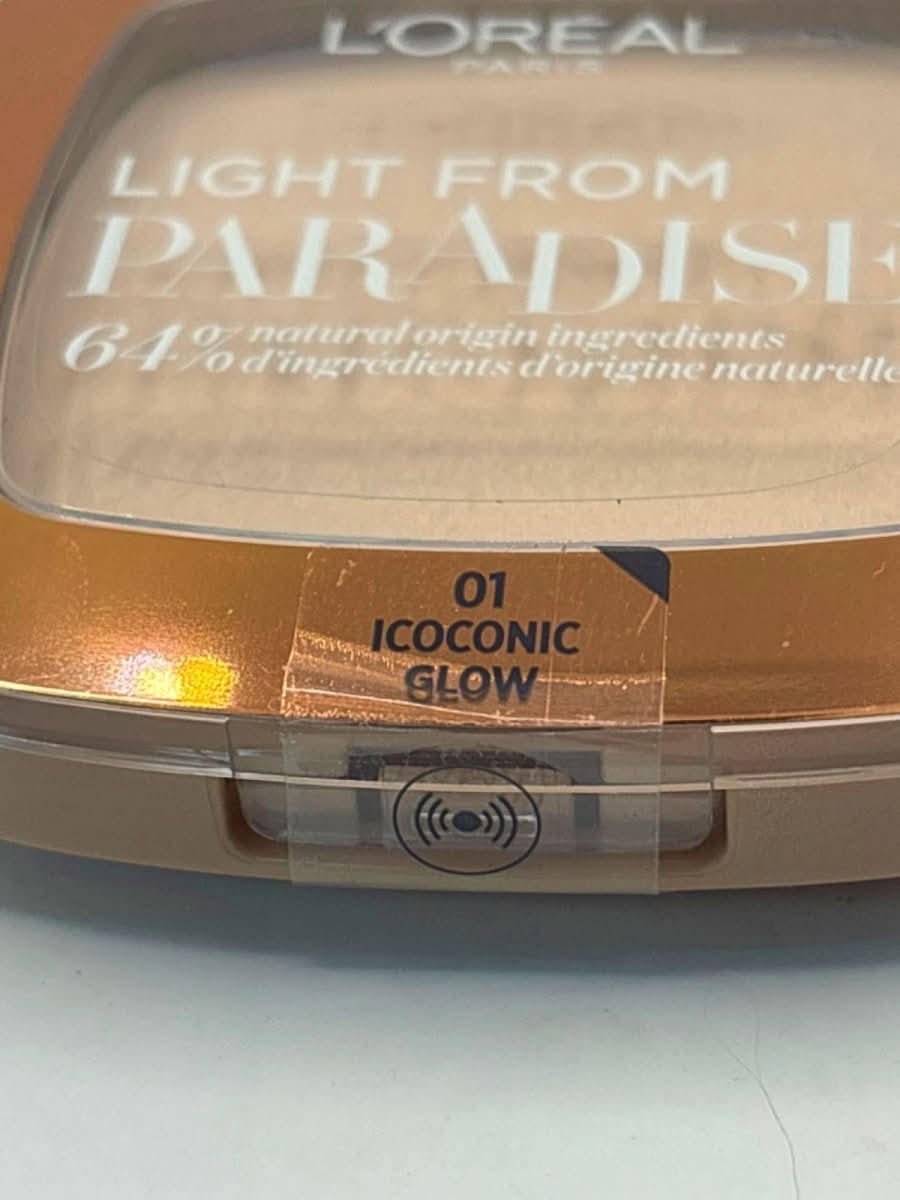 L'ORÉAL
PARIS
LIGHT FROM
PARADISE
64% natural origin ingredients
d'ingrédients d'origine naturelle
01
ICOCONIC
GLOW